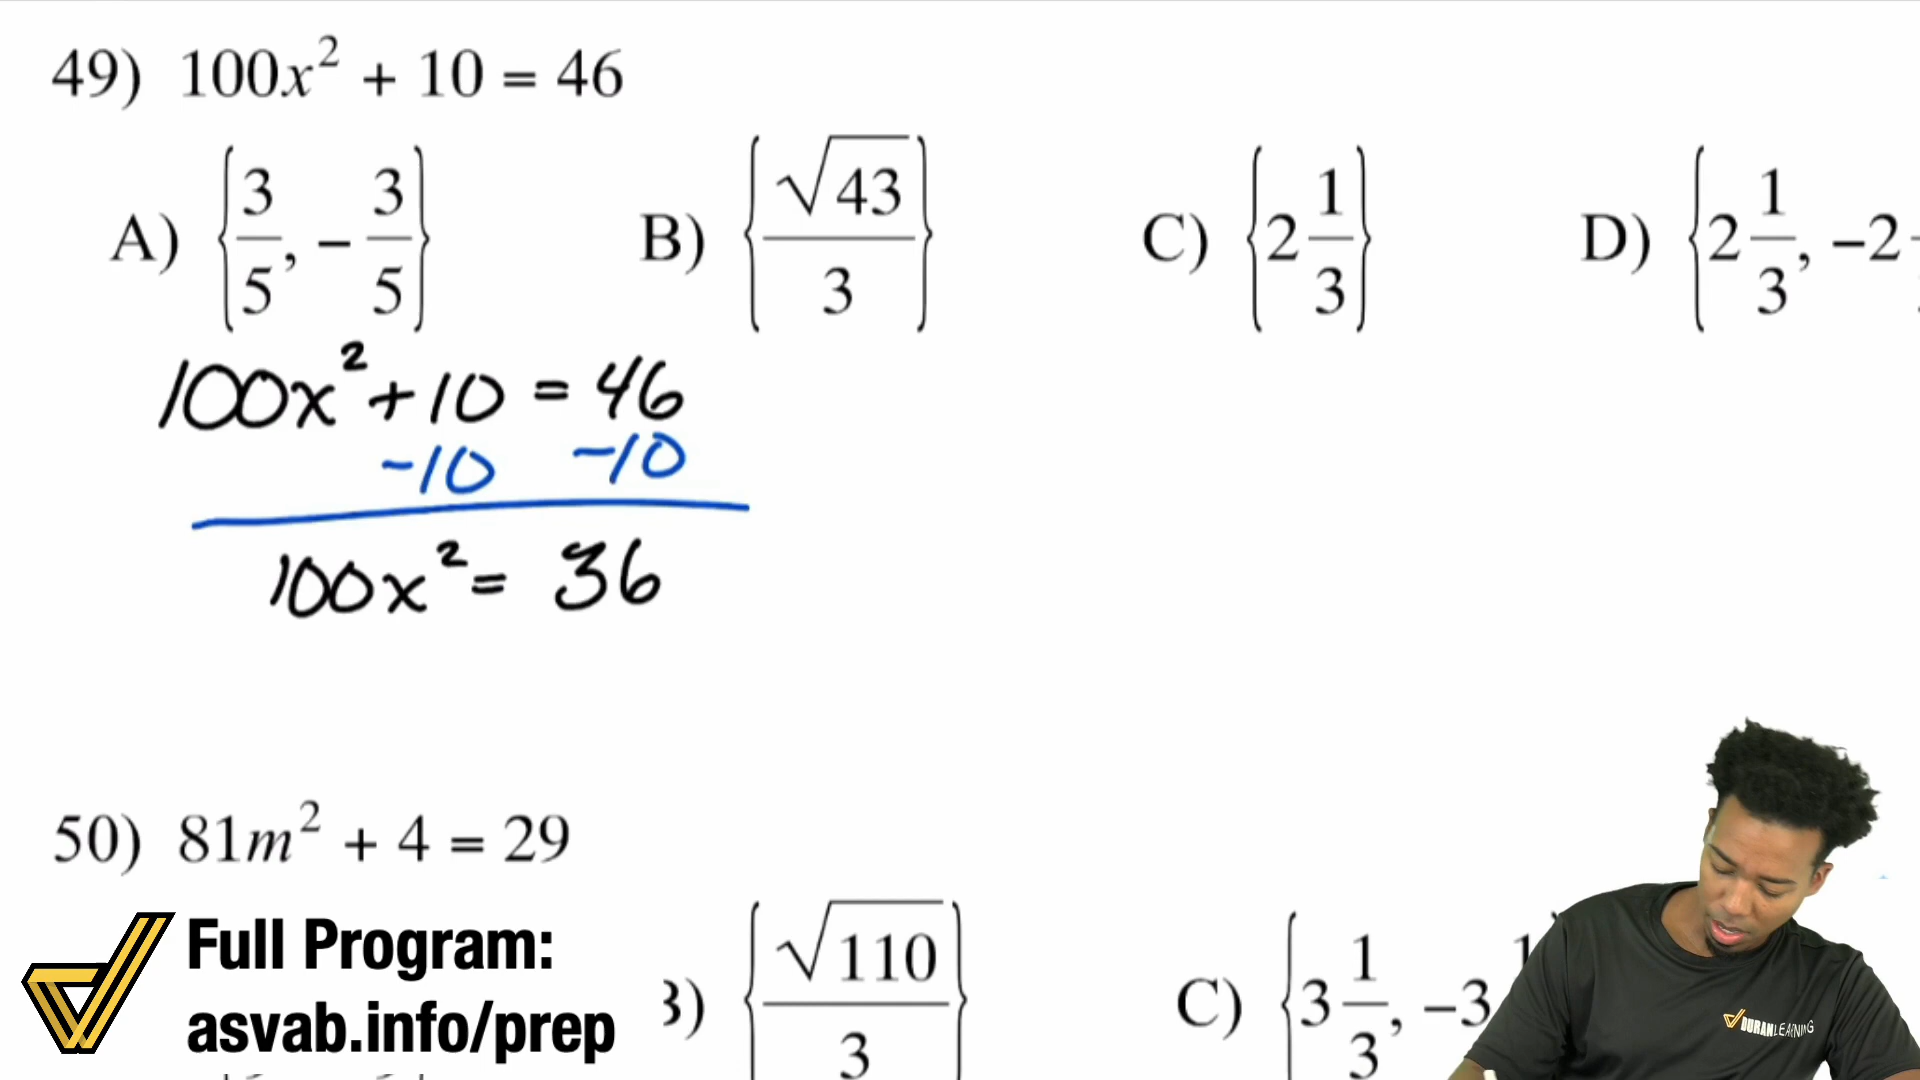 49) 100x² + 10 = 46
A) {3/5, −3/5} B) {√43/3} C) {2 1/3} D) {2 1/3, −2
100x² + 10 = 46
-10 -10
100x² = 36
50) 81m² + 4 = 29
Full Program:
asvab.info/prep
B) {√110/3} C) {3 1/3, −3 1
DURAN LEARNING